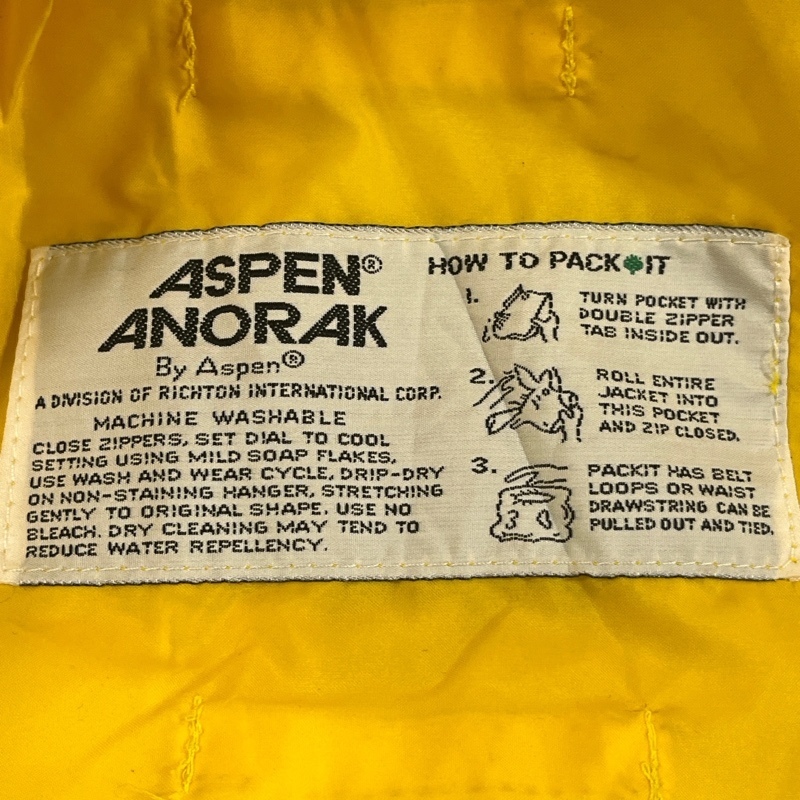 ASPEN®
ANORAK
By Aspen®
A DIVISION OF RICHTON INTERNATIONAL CORP.
MACHINE WASHABLE
CLOSE ZIPPERS, SET DIAL TO COOL
SETTING USING MILD SOAP FLAKES,
USE WASH AND WEAR CYCLE, DRIP-DRY
ON NON-STAINING HANGER, STRETCHING
GENTLY TO ORIGINAL SHAPE. USE NO
BLEACH. DRY CLEANING MAY TEND TO
REDUCE WATER REPELLENCY.
HOW TO PACK IT
1.
TURN POCKET WITH
DOUBLE ZIPPER
TAB INSIDE OUT.
2.
ROLL ENTIRE
JACKET INTO
THIS POCKET
AND ZIP CLOSED.
3.
PACKIT HAS BELT
LOOPS OR WAIST
DRAWSTRING CAN BE
PULLED OUT AND TIED.